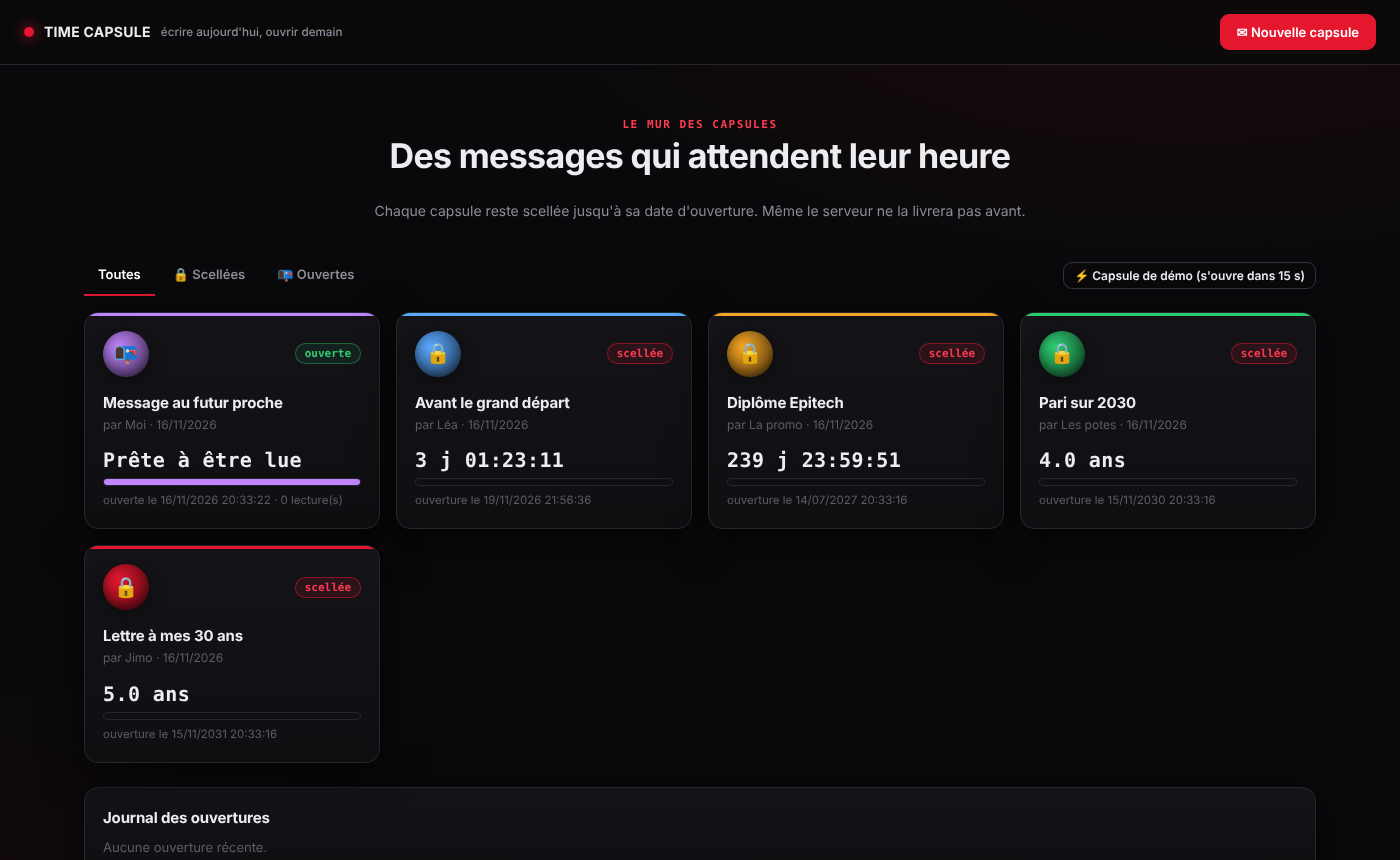 TIME CAPSULE écrire aujourd'hui, ouvrir demain
✉ Nouvelle capsule
LE MUR DES CAPSULES
Des messages qui attendent leur heure
Chaque capsule reste scellée jusqu'à sa date d'ouverture. Même le serveur ne la livrera pas avant.
Toutes 🔒 Scellées 📭 Ouvertes
⚡ Capsule de démo (s'ouvre dans 15 s)
ouverte
Message au futur proche
par Moi · 16/11/2026
Prête à être lue
ouverte le 16/11/2026 20:33:22 · 0 lecture(s)
scellée
Avant le grand départ
par Léa · 16/11/2026
3 j 01:23:11
ouverture le 19/11/2026 21:56:36
scellée
Diplôme Epitech
par La promo · 16/11/2026
239 j 23:59:51
ouverture le 14/07/2027 20:33:16
scellée
Pari sur 2030
par Les potes · 16/11/2026
4.0 ans
ouverture le 15/11/2030 20:33:16
scellée
Lettre à mes 30 ans
par Jimo · 16/11/2026
5.0 ans
ouverture le 15/11/2031 20:33:16
Journal des ouvertures
Aucune ouverture récente.